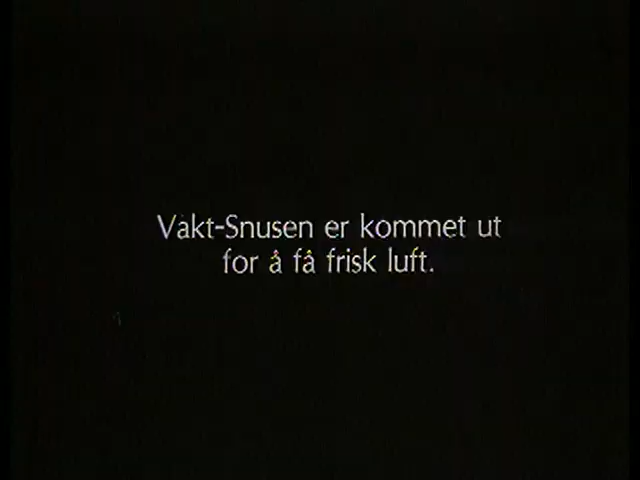 Vakt-Snusen er kommet ut
for å få frisk luft.